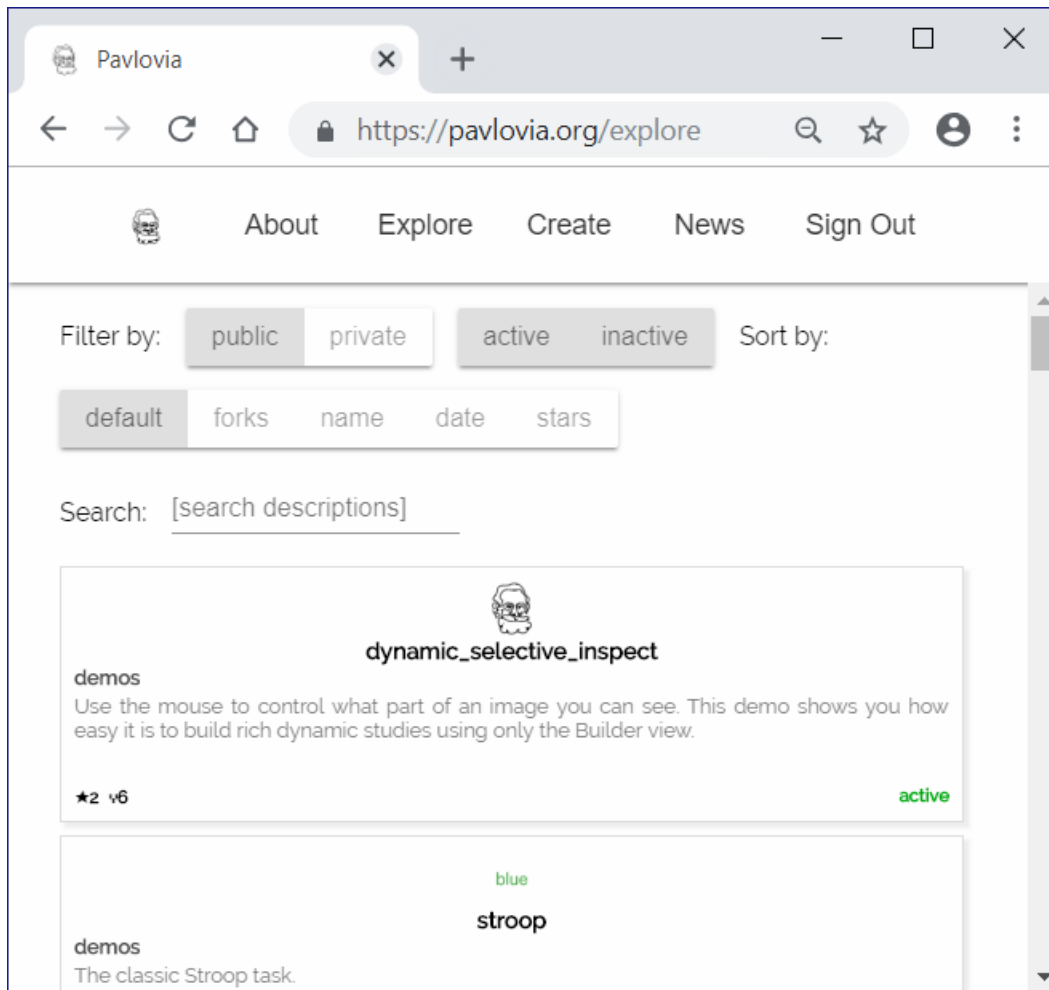 Pavlovia
https://pavlovia.org/explore
About Explore Create News Sign Out
Filter by: public private active inactive Sort by:
default forks name date stars
Search: [search descriptions]
dynamic_selective_inspect
demos
Use the mouse to control what part of an image you can see. This demo shows you how
easy it is to build rich dynamic studies using only the Builder view.
★2 6 active
blue
stroop
demos
The classic Stroop task.